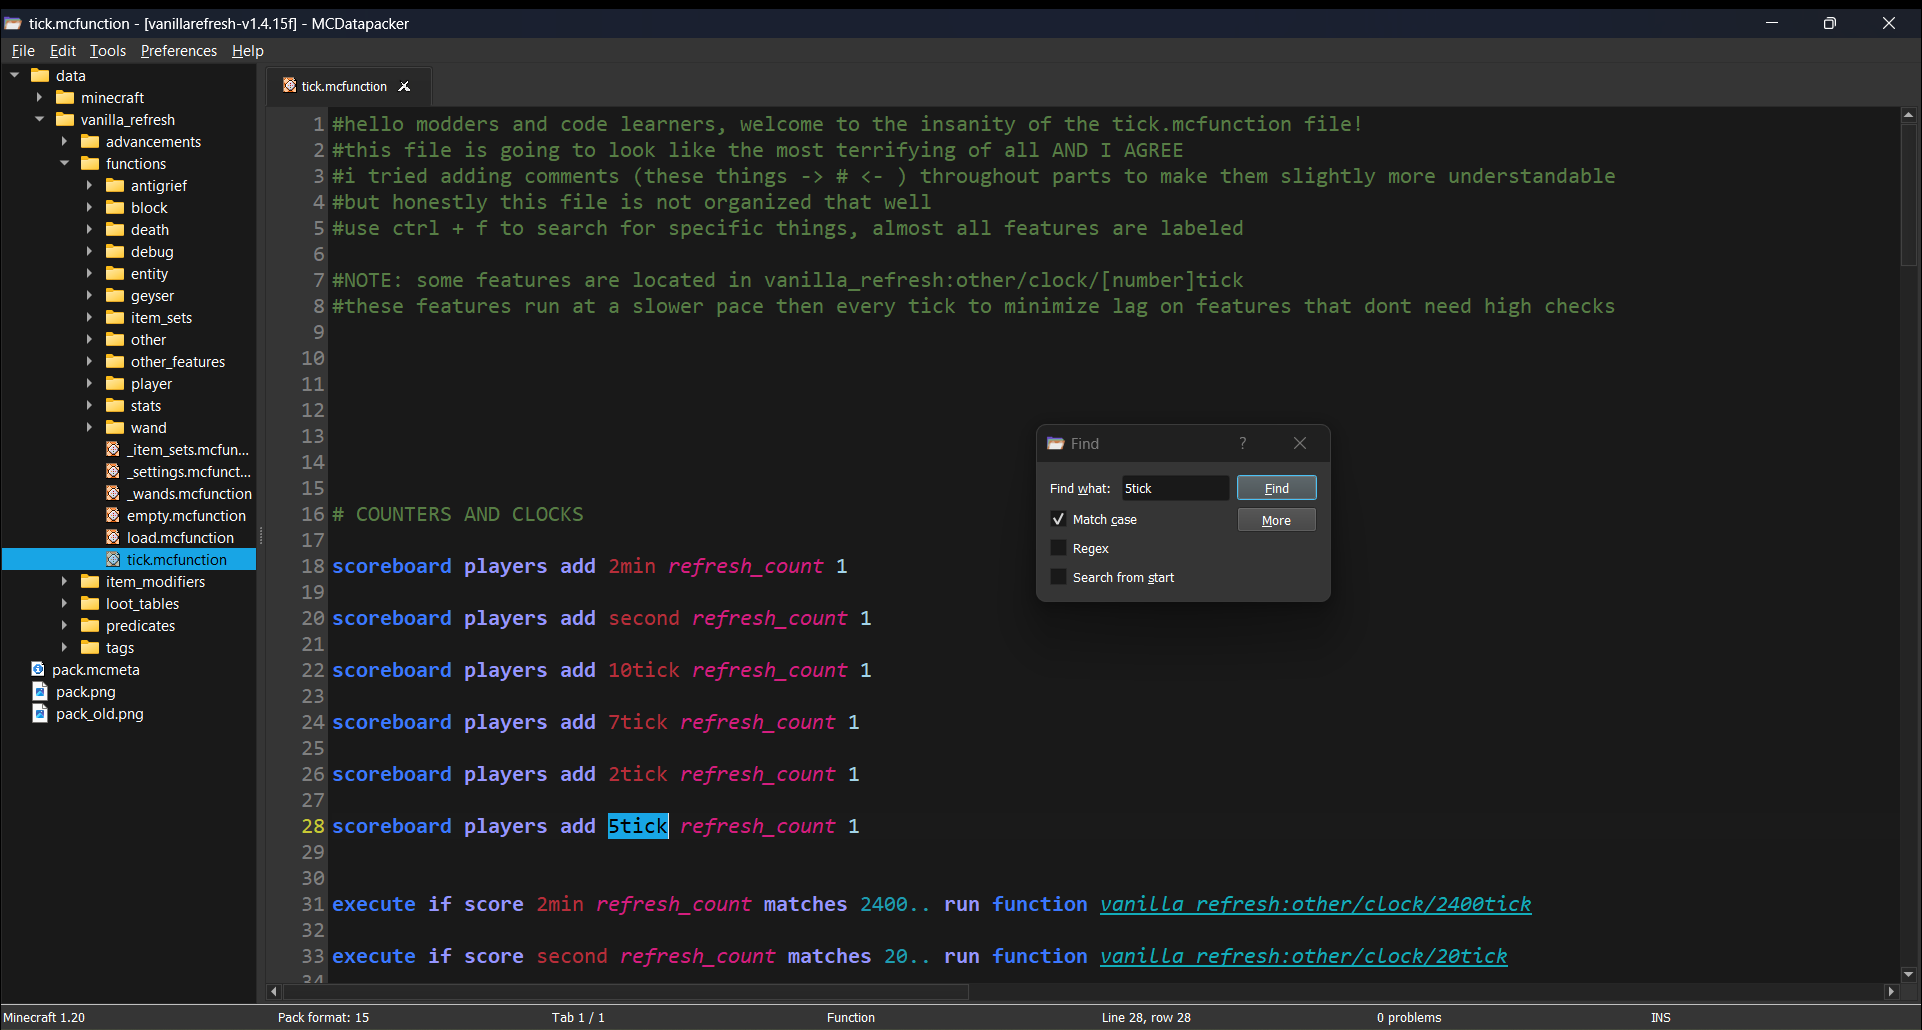 tick.mcfunction - [vanillarefresh-v1.4.15f] - MCDatapacker
File Edit Tools Preferences Help
data
minecraft
vanilla_refresh
advancements
functions
antigrief
block
death
debug
entity
geyser
item_sets
other
other_features
player
stats
wand
_item_sets.mcfun...
_settings.mcfunct...
_wands.mcfunction
empty.mcfunction
load.mcfunction
tick.mcfunction
item_modifiers
loot_tables
predicates
tags
pack.mcmeta
pack.png
pack_old.png
tick.mcfunction
1 #hello modders and code learners, welcome to the insanity of the tick.mcfunction file!
2 #this file is going to look like the most terrifying of all AND I AGREE
3 #i tried adding comments (these things -> # <- ) throughout parts to make them slightly more understandable
4 #but honestly this file is not organized that well
5 #use ctrl + f to search for specific things, almost all features are labeled
6
7 #NOTE: some features are located in vanilla_refresh:other/clock/[number]tick
8 #these features run at a slower pace then every tick to minimize lag on features that dont need high checks
9
10
11
12
13
14
15
16 # COUNTERS AND CLOCKS
17
18 scoreboard players add 2min refresh_count 1
19
20 scoreboard players add second refresh_count 1
21
22 scoreboard players add 10tick refresh_count 1
23
24 scoreboard players add 7tick refresh_count 1
25
26 scoreboard players add 2tick refresh_count 1
27
28 scoreboard players add 5tick refresh_count 1
29
30
31 execute if score 2min refresh_count matches 2400.. run function vanilla_refresh:other/clock/2400tick
32
33 execute if score second refresh_count matches 20.. run function vanilla_refresh:other/clock/20tick
34
Find ?
Find what: 5tick Find
Match case More
Regex
Search from start
Minecraft 1.20 Pack format: 15 Tab 1 / 1 Function Line 28, row 28 0 problems INS